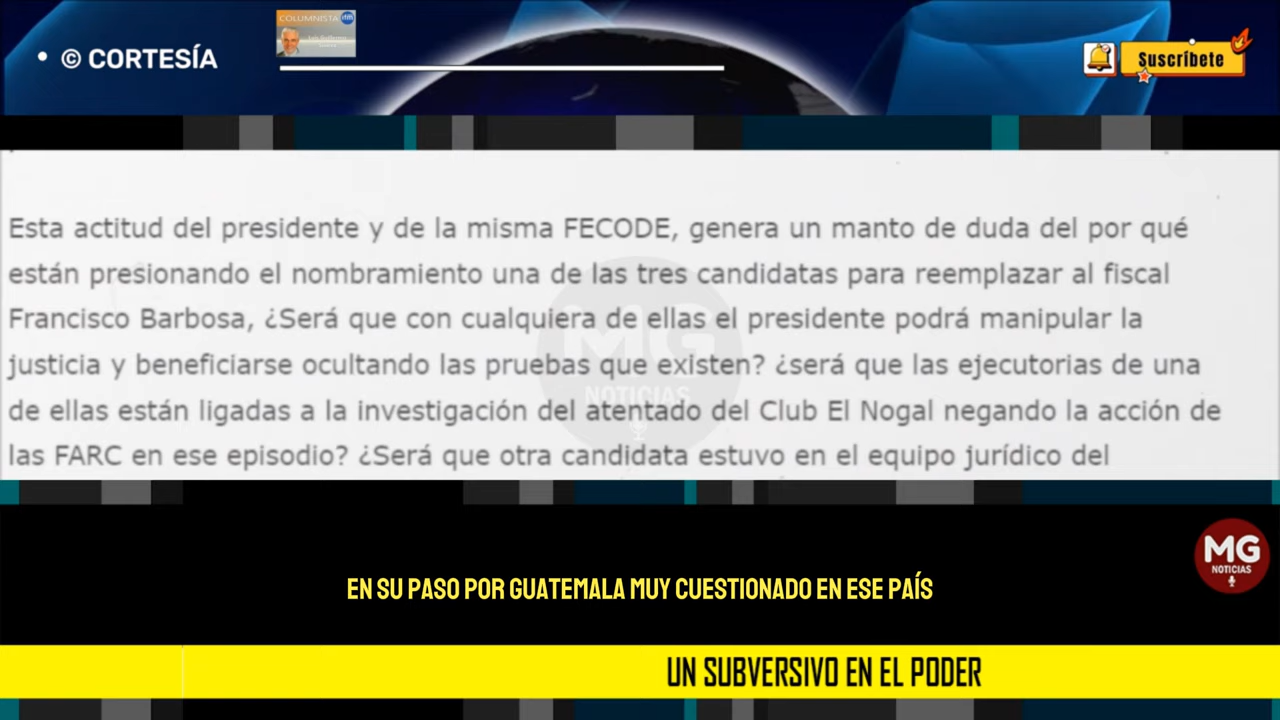 © CORTESÍA
COLUMNISTA ifm
Suscríbete
Esta actitud del presidente y de la misma FECODE, genera un manto de duda del por qué
están presionando el nombramiento una de las tres candidatas para reemplazar al fiscal
Francisco Barbosa, ¿Será que con cualquiera de ellas el presidente podrá manipular la
justicia y beneficiarse ocultando las pruebas que existen? ¿será que las ejecutorias de una
de ellas están ligadas a la investigación del atentado del Club El Nogal negando la acción de
las FARC en ese episodio? ¿Será que otra candidata estuvo en el equipo jurídico del
MG
NOTICIAS
MG
NOTICIAS
EN SU PASO POR GUATEMALA MUY CUESTIONADO EN ESE PAÍS
UN SUBVERSIVO EN EL PODER